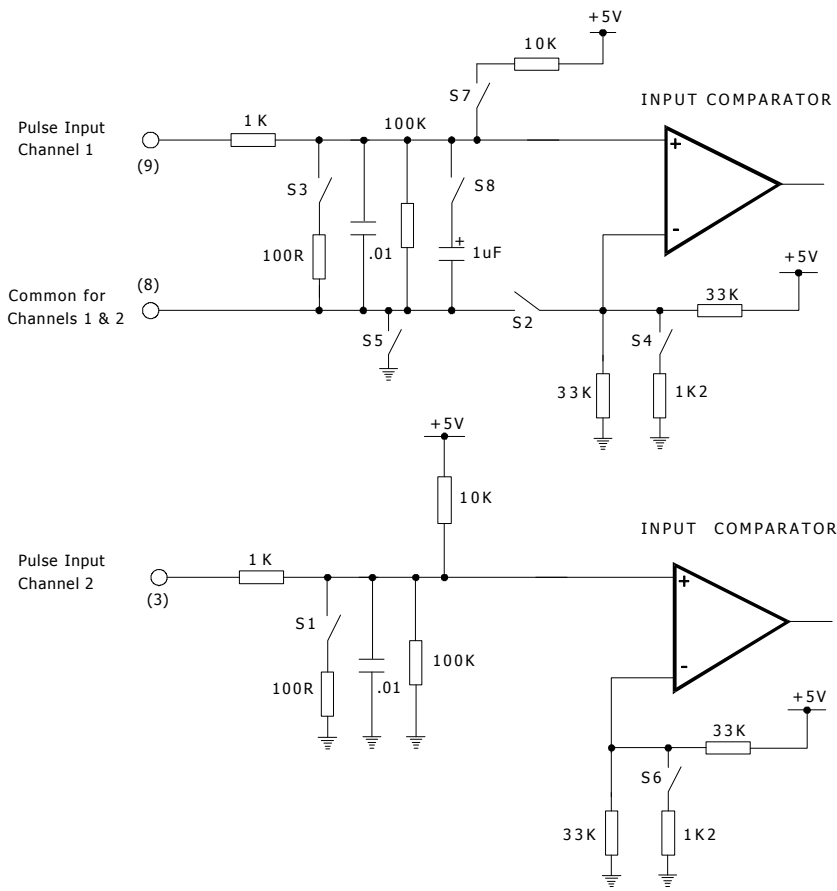 +5V
10K
S7
INPUT COMPARATOR
Pulse Input
Channel 1
(9)
1K
100K
+
S3
S8
-
100R
.01
+
1uF
+5V
(8)
Common for
Channels 1 & 2
33K
S5
S2
S4
33K
1K2
+5V
10K
INPUT COMPARATOR
Pulse Input
Channel 2
(3)
1K
+
S1
100K
-
100R
.01
+5V
33K
S6
33K
1K2